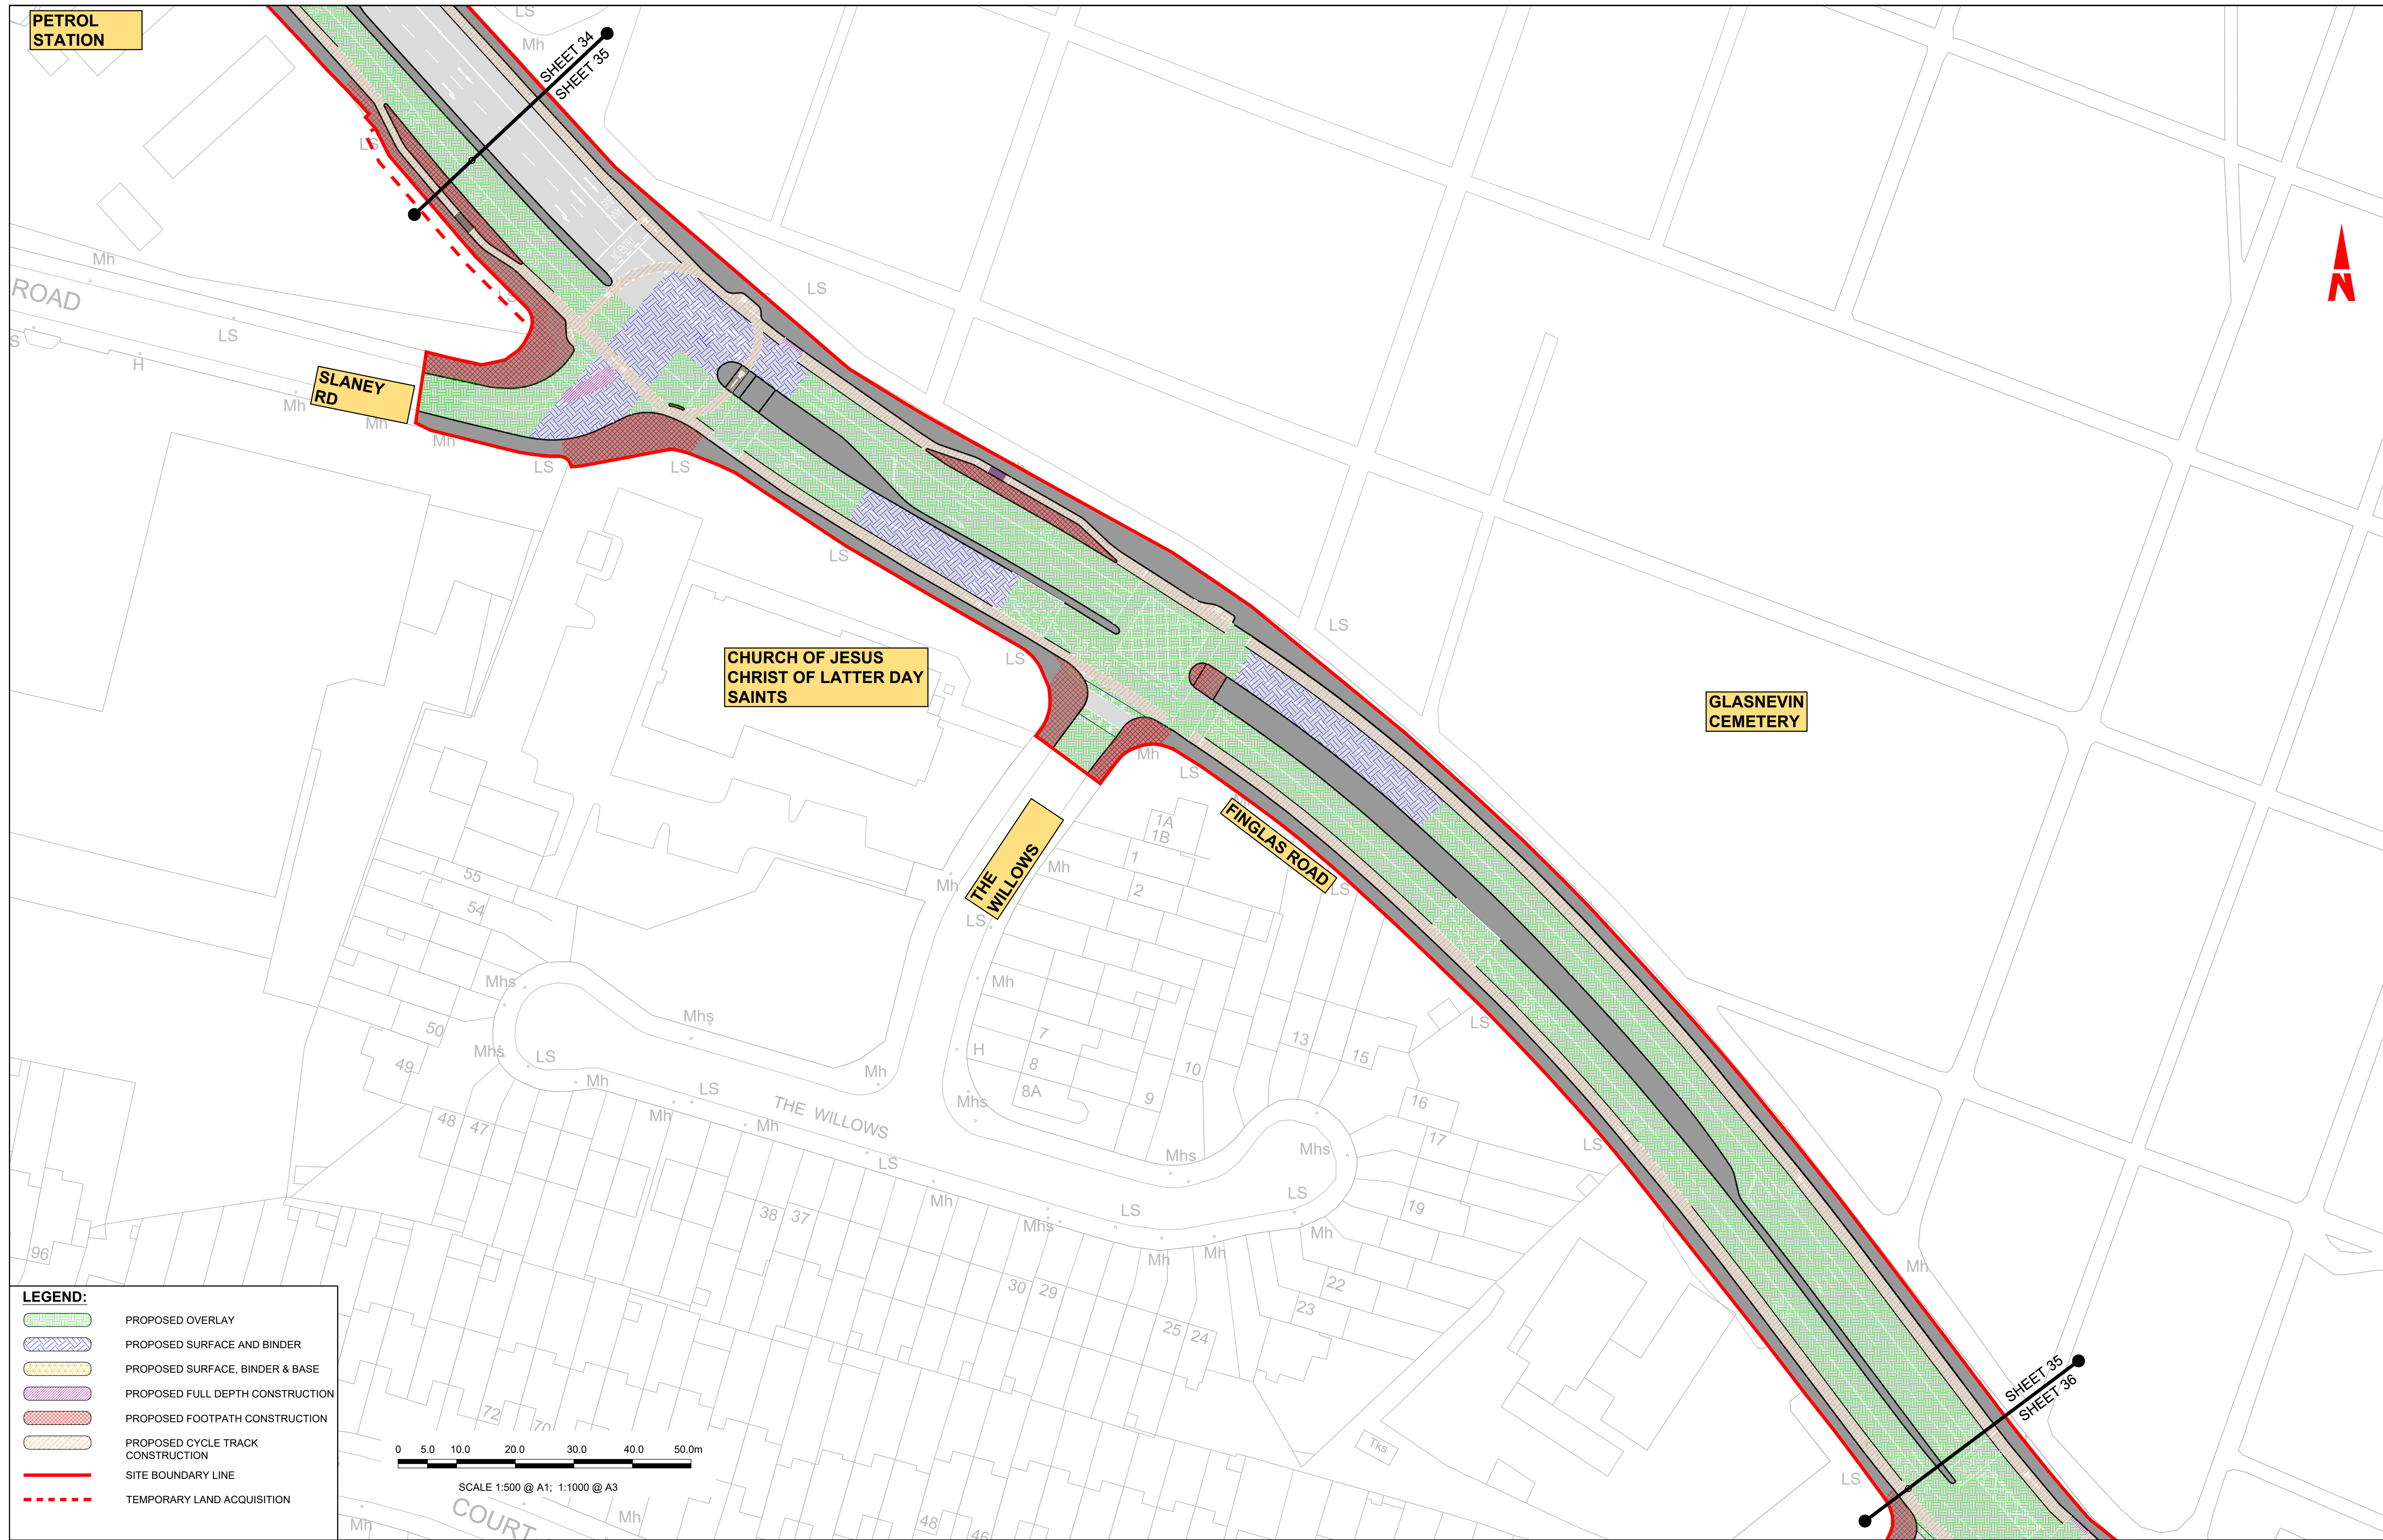 PETROL
STATION
LS
Mh
SHEET 34
SHEET 35
LS
Mh
ROAD
LS
LS
LS
S
H
SLANEY
RD
Mh
Mh
Mh
LS
LS
LS
LS
LS
CHURCH OF JESUS
CHRIST OF LATTER DAY
SAINTS
GLASNEVIN
CEMETERY
N
Mh
LS
THE
WILLOWS
FINGLAS ROAD
LS
1A
1B
1
2
Mh
Mh
LS
Mh
55
54
50
49
Mhs
Mhs
Mhs
LS
Mh
LS
Mh
Mh
Mh
48 47
THE WILLOWS
LS
Mh
H
Mhs
7
8
8A
9
10
13
15
16
17
19
22
23
LS
LS
Mhs
Mhs
LS
LS
Mh
Mhs
Mh
Mh
38 37
30 29
25 24
96
72
70
Mh
SHEET 35
SHEET 36
LS
Tks
LEGEND:
PROPOSED OVERLAY
PROPOSED SURFACE AND BINDER
PROPOSED SURFACE, BINDER & BASE
PROPOSED FULL DEPTH CONSTRUCTION
PROPOSED FOOTPATH CONSTRUCTION
PROPOSED CYCLE TRACK
CONSTRUCTION
SITE BOUNDARY LINE
TEMPORARY LAND ACQUISITION
0 5.0 10.0 20.0 30.0 40.0 50.0m
SCALE 1:500 @ A1; 1:1000 @ A3
COURT
Mh
Mh
48
46